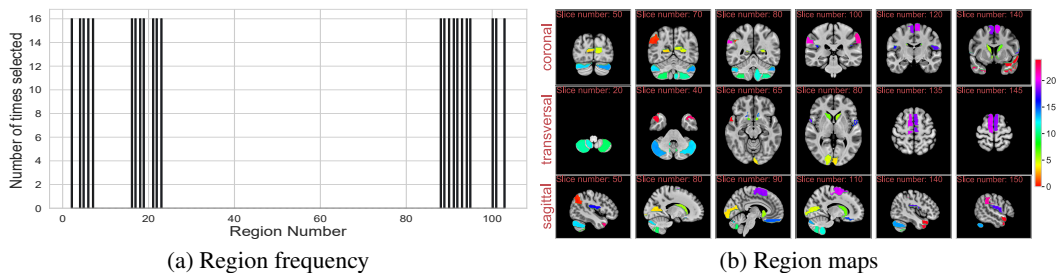 Number of times selected
16
14
12
10
8
6
4
2
0
0 20 40 60 80 100
Region Number
(a) Region frequency
coronal
Slice number: 50 Slice number: 70 Slice number: 80 Slice number: 100 Slice number: 120 Slice number: 140
transversal
Slice number: 20 Slice number: 40 Slice number: 65 Slice number: 80 Slice number: 135 Slice number: 145
sagittal
Slice number: 50 Slice number: 80 Slice number: 90 Slice number: 110 Slice number: 140 Slice number: 150
20
15
10
5
0
(b) Region maps